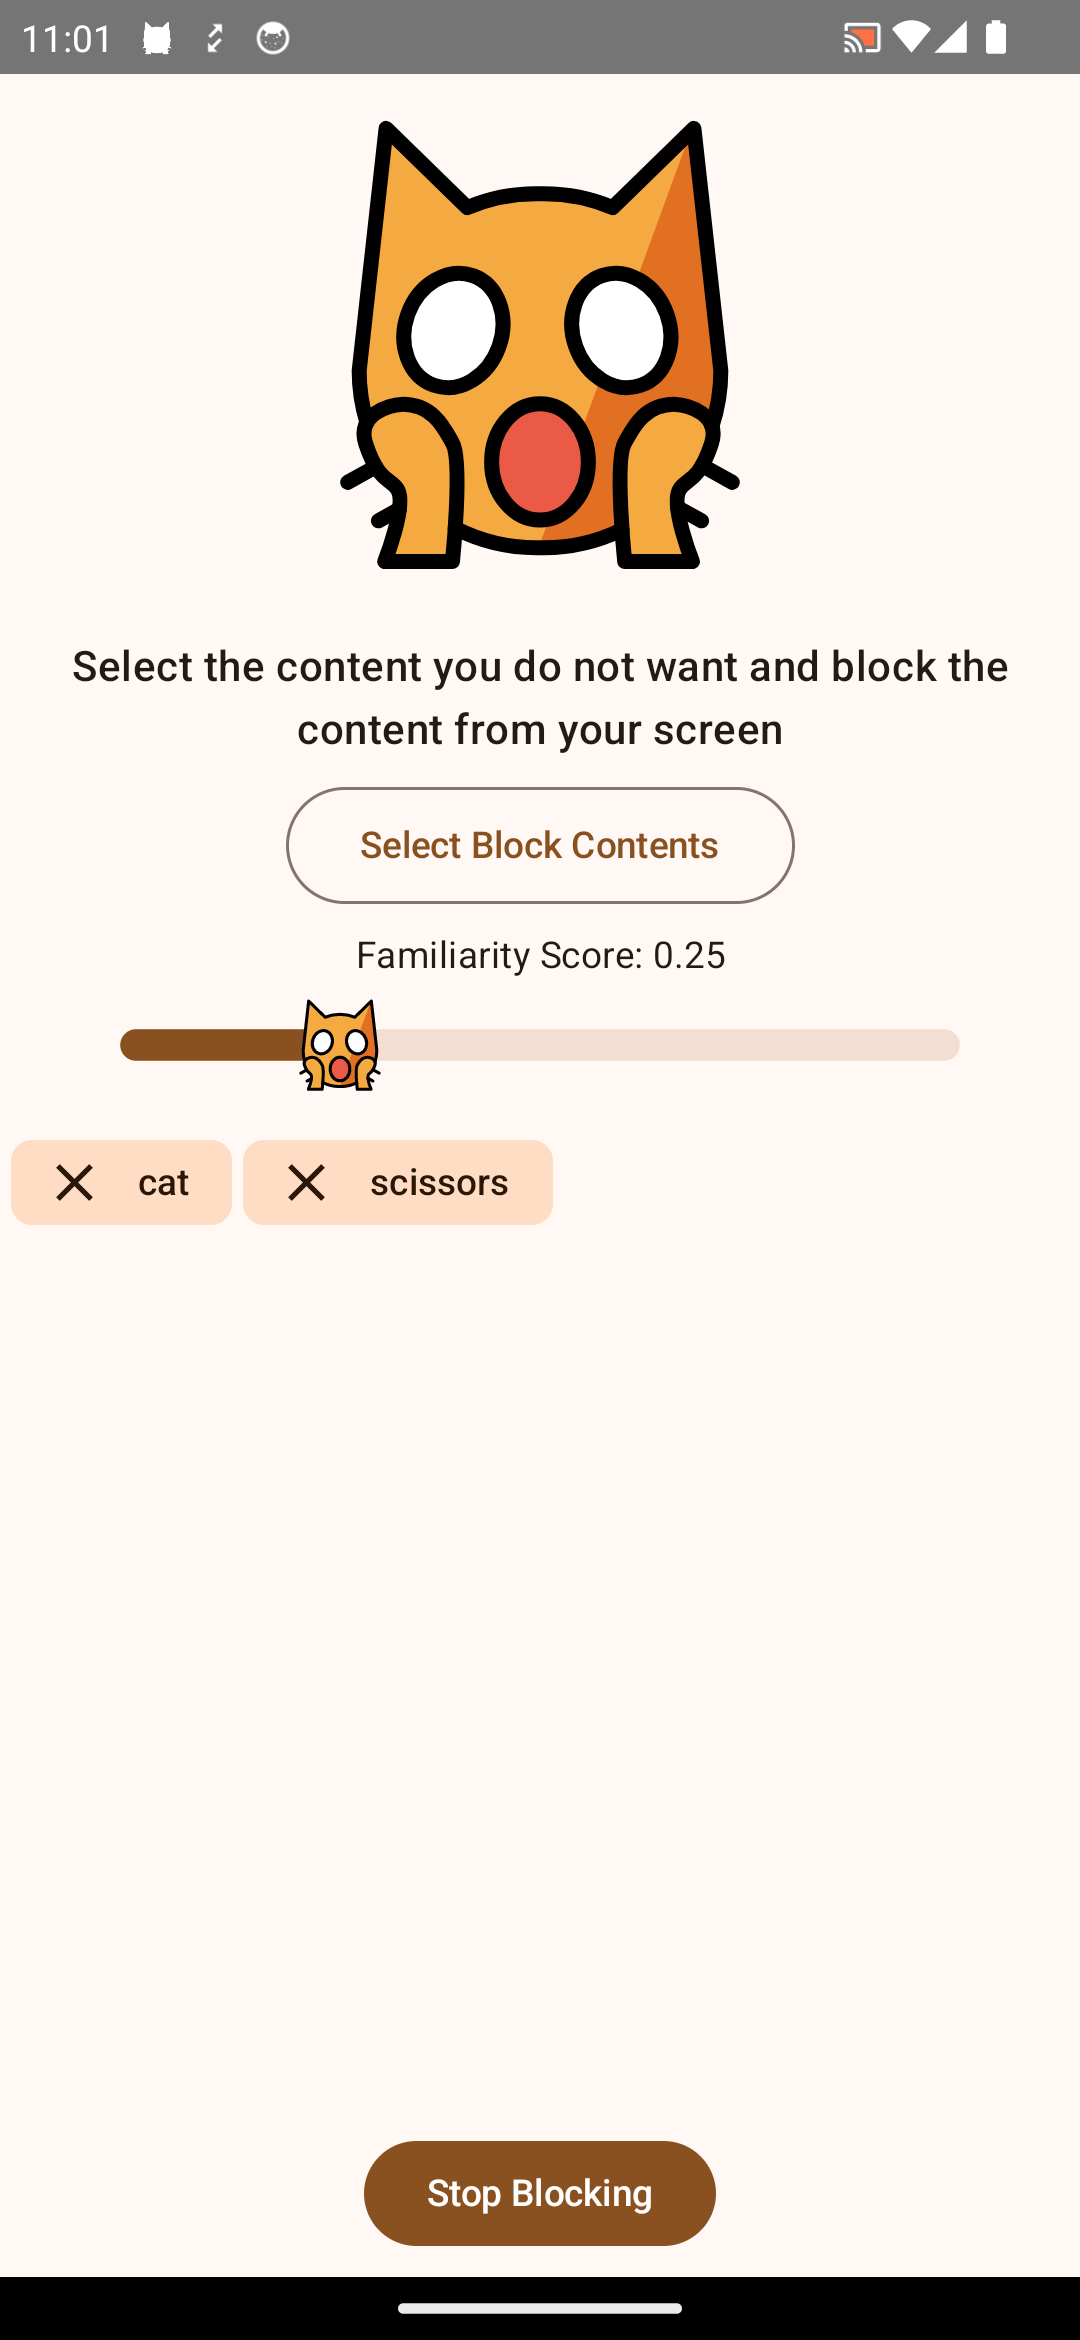 11:01
Select the content you do not want and block the
content from your screen
Select Block Contents
Familiarity Score: 0.25
cat
scissors
Stop Blocking